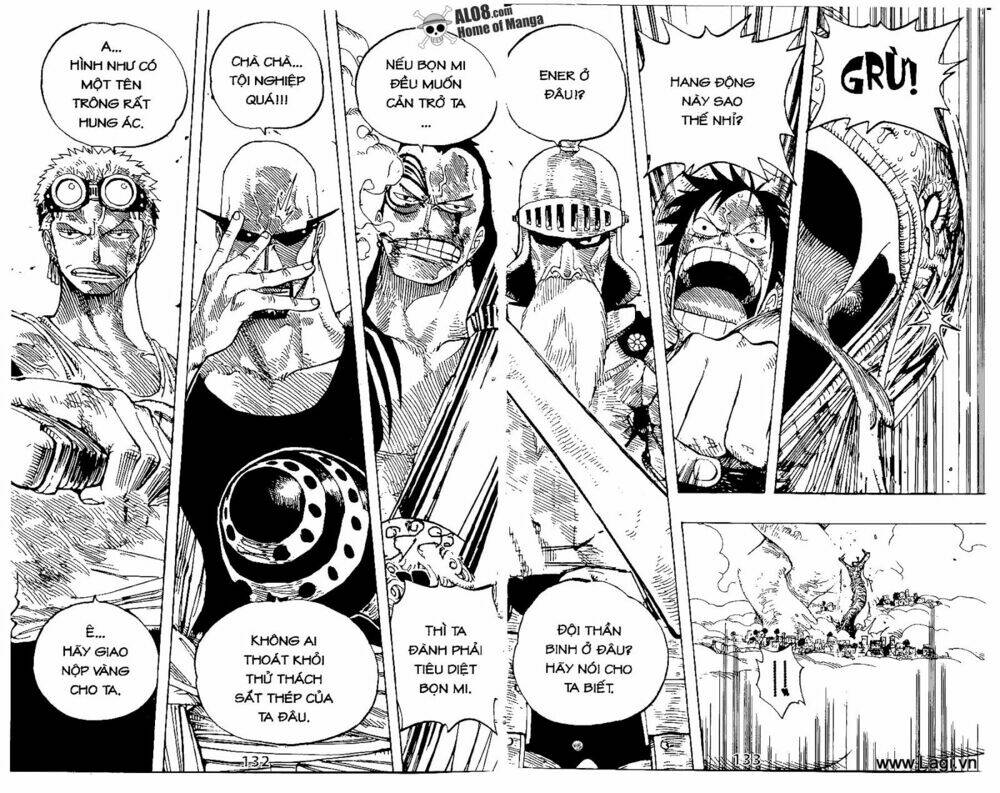 AL08.com
Home of Manga
A...
HÌNH NHƯ CÓ
MỘT TÊN
TRÔNG RẤT
HUNG ÁC.
Ê...
HÃY GIAO
NỘP VÀNG
CHO TA.
CHÀ CHÀ...
TỘI NGHIỆP
QUÁ!!!
KHÔNG AI
THOÁT KHỎI
THỬ THÁCH
SẮT THÉP CỦA
TA ĐÂU.
NẾU BỌN MI
ĐỀU MUỐN
CẢN TRỞ TA
...
THÌ TA
ĐÀNH PHẢI
TIÊU DIỆT
BỌN MI.
ENER Ở
ĐÂU!?
ĐỘI THẦN
BINH Ở ĐÂU?
HÃY NÓI CHO
TA BIẾT.
HANG ĐỘNG
NÀY SAO
THẾ NHỈ?
GRỪ!
!!
132
133
www.Lagi.vn